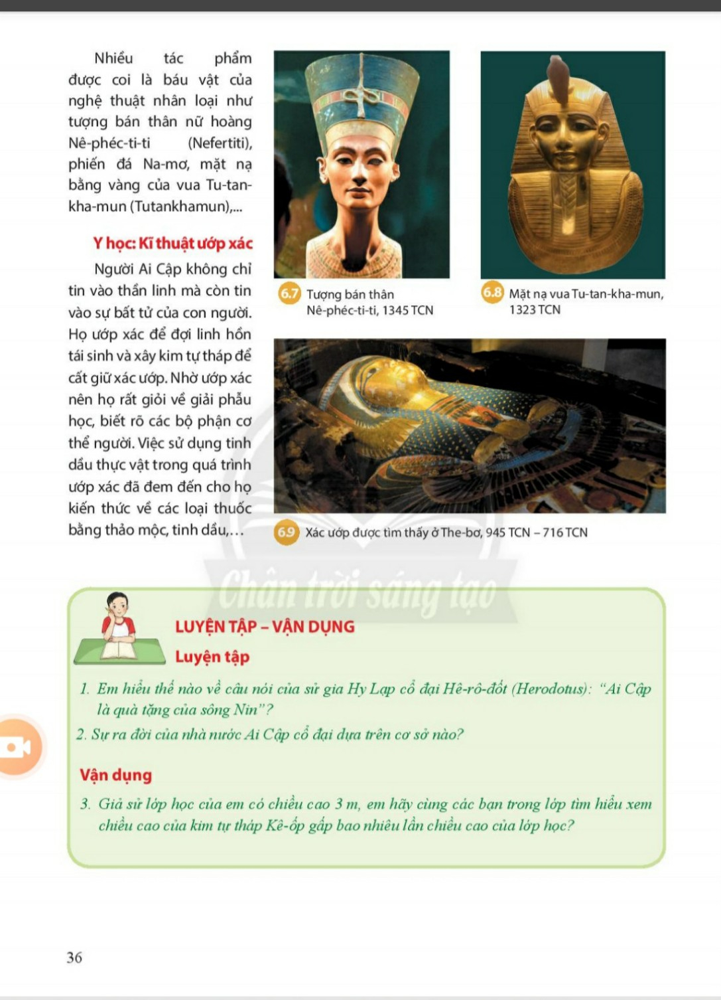 Nhiều tác phẩm
được coi là báu vật của
nghệ thuật nhân loại như
tượng bán thân nữ hoàng
Nê-phéc-ti-ti (Nefertiti),
phiến đá Na-mơ, mặt nạ
bằng vàng của vua Tu-tan-
kha-mun (Tutankhamun),...
Y học: Kĩ thuật ướp xác
Người Ai Cập không chỉ
tin vào thần linh mà còn tin
vào sự bất tử của con người.
Họ ướp xác để đợi linh hồn
tái sinh và xây kim tự tháp để
cất giữ xác ướp. Nhờ ướp xác
nên họ rất giỏi về giải phẫu
học, biết rõ các bộ phận cơ
thể người. Việc sử dụng tinh
dầu thực vật trong quá trình
ướp xác đã đem đến cho họ
kiến thức về các loại thuốc
bằng thảo mộc, tinh dầu,...
6.7 Tượng bán thân
Nê-phéc-ti-ti, 1345 TCN
6.8 Mặt nạ vua Tu-tan-kha-mun,
1323 TCN
6.9 Xác ướp được tìm thấy ở The-bơ, 945 TCN – 716 TCN
Chân trời sáng tạo
LUYỆN TẬP – VẬN DỤNG
Luyện tập
1. Em hiểu thế nào về câu nói của sử gia Hy Lạp cổ đại Hê-rô-đốt (Herodotus): “Ai Cập
là quà tặng của sông Nin”?
2. Sự ra đời của nhà nước Ai Cập cổ đại dựa trên cơ sở nào?
Vận dụng
3. Giả sử lớp học của em có chiều cao 3 m, em hãy cùng các bạn trong lớp tìm hiểu xem
chiều cao của kim tự tháp Kê-ốp gấp bao nhiêu lần chiều cao của lớp học?
36